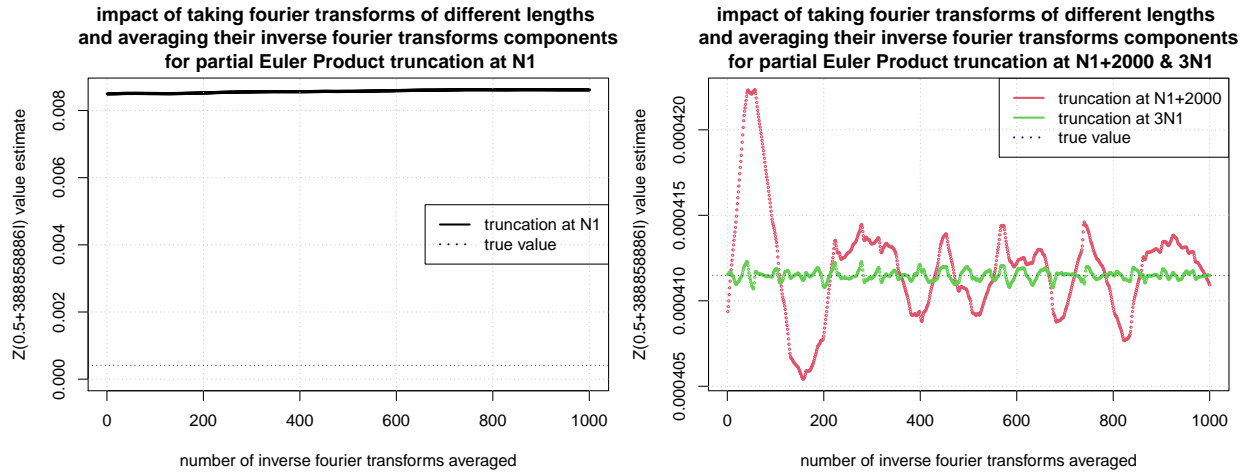 impact of taking fourier transforms of different lengths
and averaging their inverse fourier transforms components
for partial Euler Product truncation at N1
Z(0.5+388858886I) value estimate
0.008
0.006
0.004
0.002
0.000
truncation at N1
true value
0 200 400 600 800 1000
number of inverse fourier transforms averaged
impact of taking fourier transforms of different lengths
and averaging their inverse fourier transforms components
for partial Euler Product truncation at N1+2000 & 3N1
Z(0.5+388858886I) value estimate
0.000420
0.000415
0.000410
0.000405
truncation at N1+2000
truncation at 3N1
true value
0 200 400 600 800 1000
number of inverse fourier transforms averaged